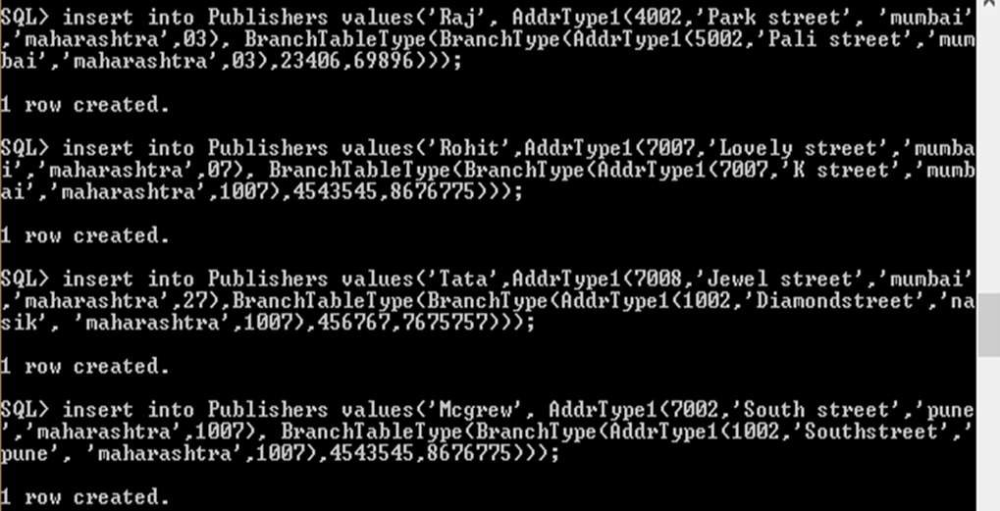 SQL> insert into Publishers values('Raj', AddrType1(4002,'Park street', 'mumbai'
,'maharashtra',03), BranchTableType(BranchType(AddrType1(5002,'Pali street','mum
bai','maharashtra',03),23406,69896)));
1 row created.
SQL> insert into Publishers values('Rohit',AddrType1(7007,'Lovely street','mumba
i','maharashtra',07), BranchTableType(BranchType(AddrType1(7007,'K street','mumb
ai','maharashtra',1007),4543545,8676775)));
1 row created.
SQL> insert into Publishers values('Tata',AddrType1(7008,'Jewel street','mumbai'
,'maharashtra',27),BranchTableType(BranchType(AddrType1(1002,'Diamondstreet','na
sik', 'maharashtra',1007),456767,7675757)));
1 row created.
SQL> insert into Publishers values('Mcgrew', AddrType1(7002,'South street','pune
','maharashtra',1007), BranchTableType(BranchType(AddrType1(1002,'Southstreet','
pune', 'maharashtra',1007),4543545,8676775)));
1 row created.